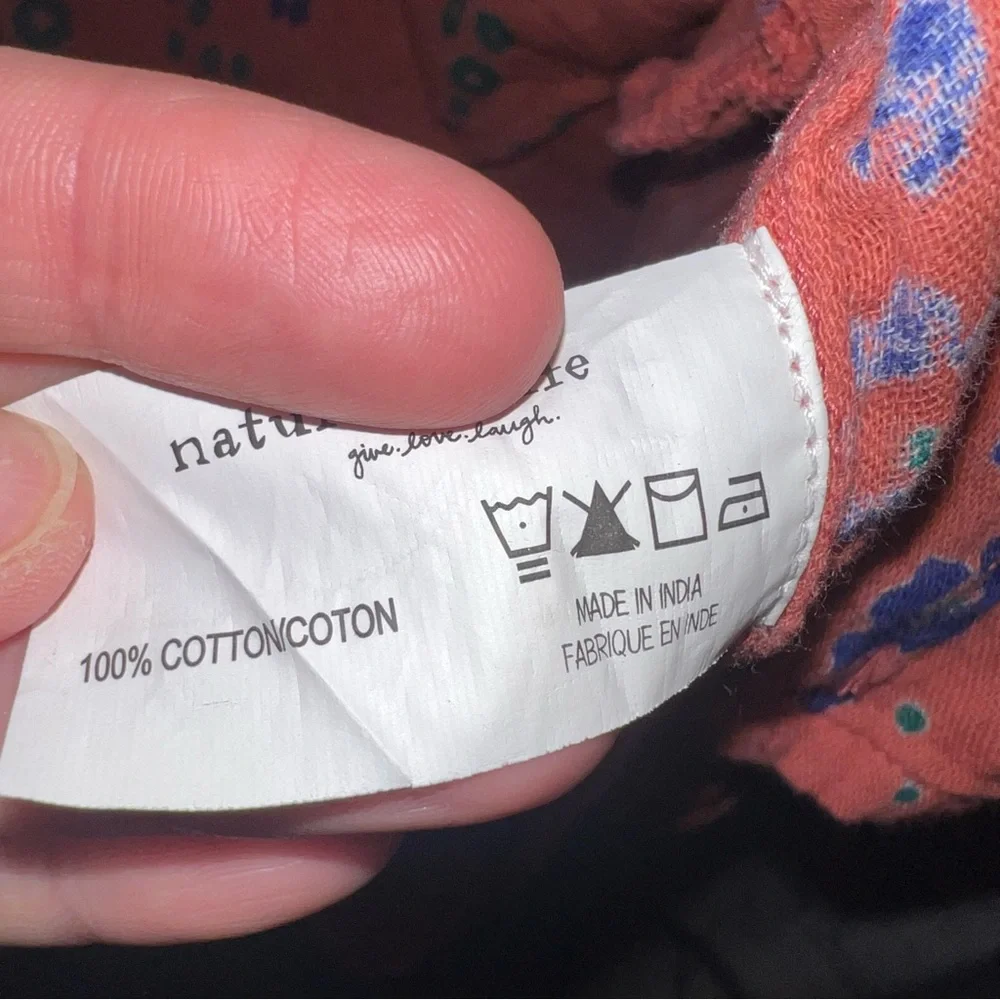 give. love. laugh.
100% COTTON/COTON
MADE IN INDIA
FABRIQUE EN INDE